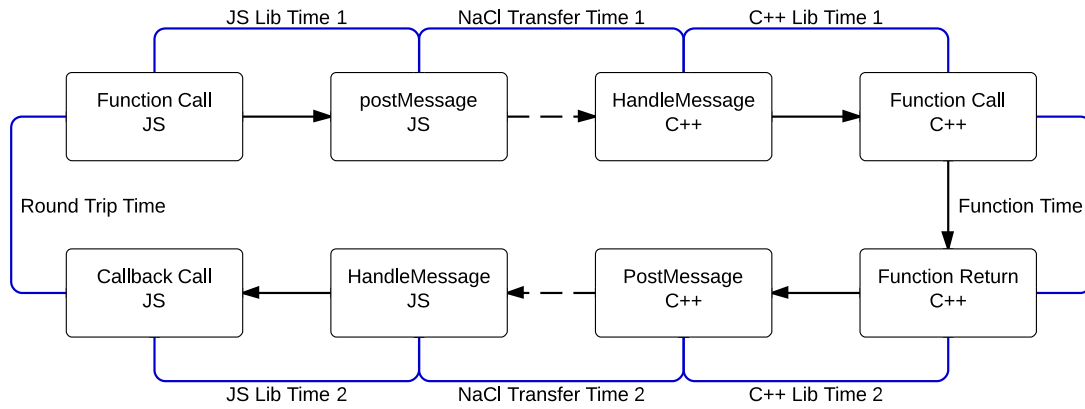 JS Lib Time 1
NaCl Transfer Time 1
C++ Lib Time 1
Function Call
JS
postMessage
JS
HandleMessage
C++
Function Call
C++
Round Trip Time
Function Time
Callback Call
JS
HandleMessage
JS
PostMessage
C++
Function Return
C++
JS Lib Time 2
NaCl Transfer Time 2
C++ Lib Time 2